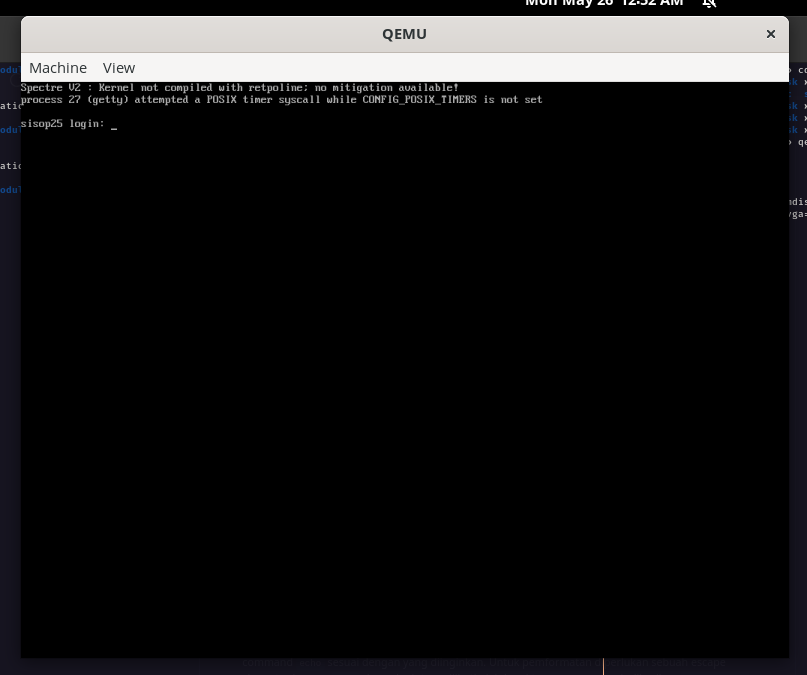 Mon May 26 12:52 AM
QEMU
Machine View
Spectre V2 : Kernel not compiled with retpoline; no mitigation available!
process 27 (getty) attempted a POSIX timer syscall while CONFIG_POSIX_TIMERS is not set
sisop25 login: _